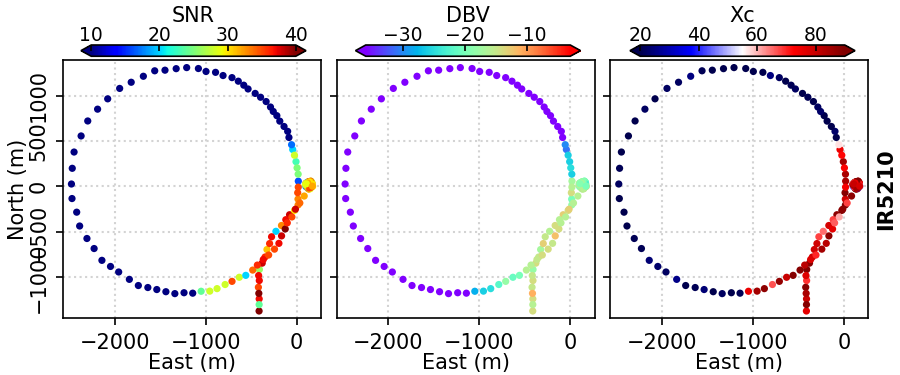 SNR DBV Xc
10 20 30 40 −30 −20 −10 20 40 60 80
1000
500
0
−500
−1000
North (m)
−2000 −1000 0 −2000 −1000 0 −2000 −1000 0
East (m) East (m) East (m)
IR5210